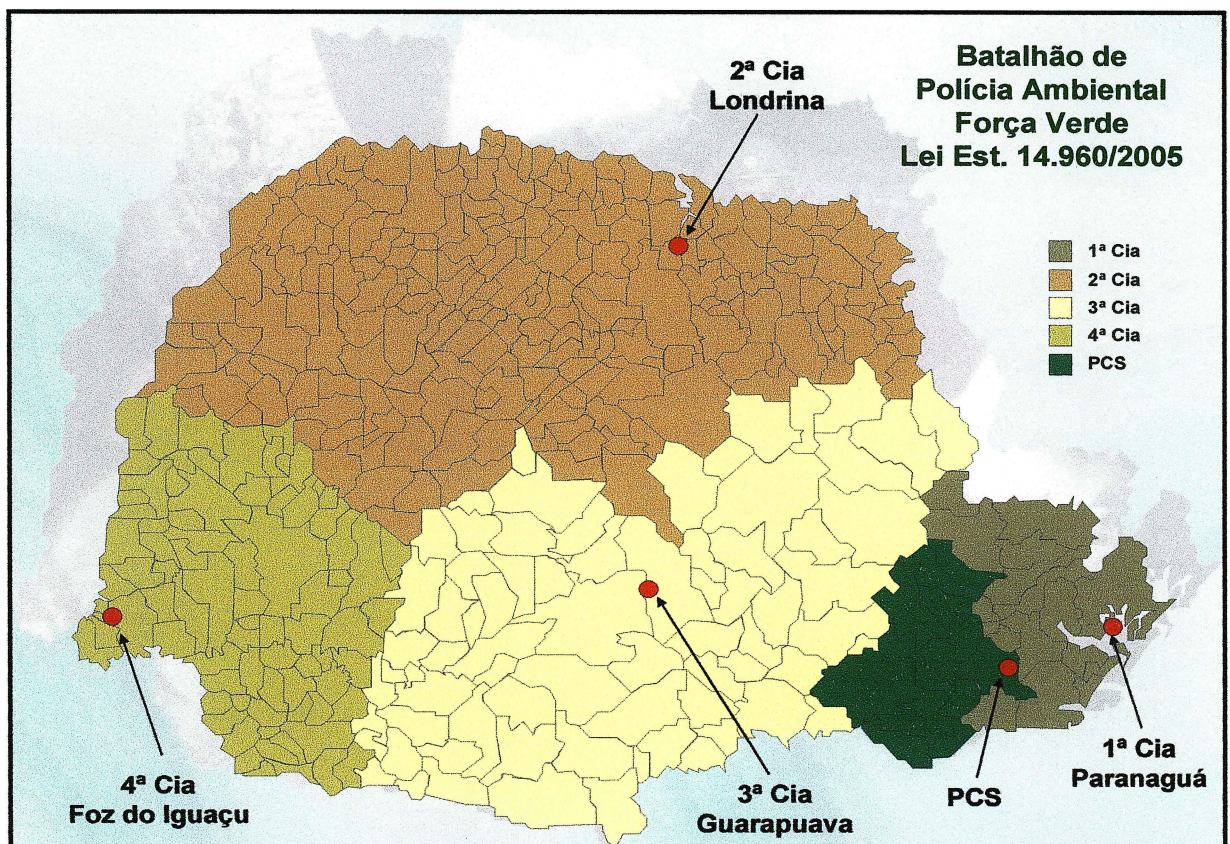 Batalhão de
Polícia Ambiental
Força Verde
Lei Est. 14.960/2005
2ª Cia
Londrina
1ª Cia
2ª Cia
3ª Cia
4ª Cia
PCS
4ª Cia
Foz do Iguaçu
3ª Cia
Guarapuava
PCS
1ª Cia
Paranaguá